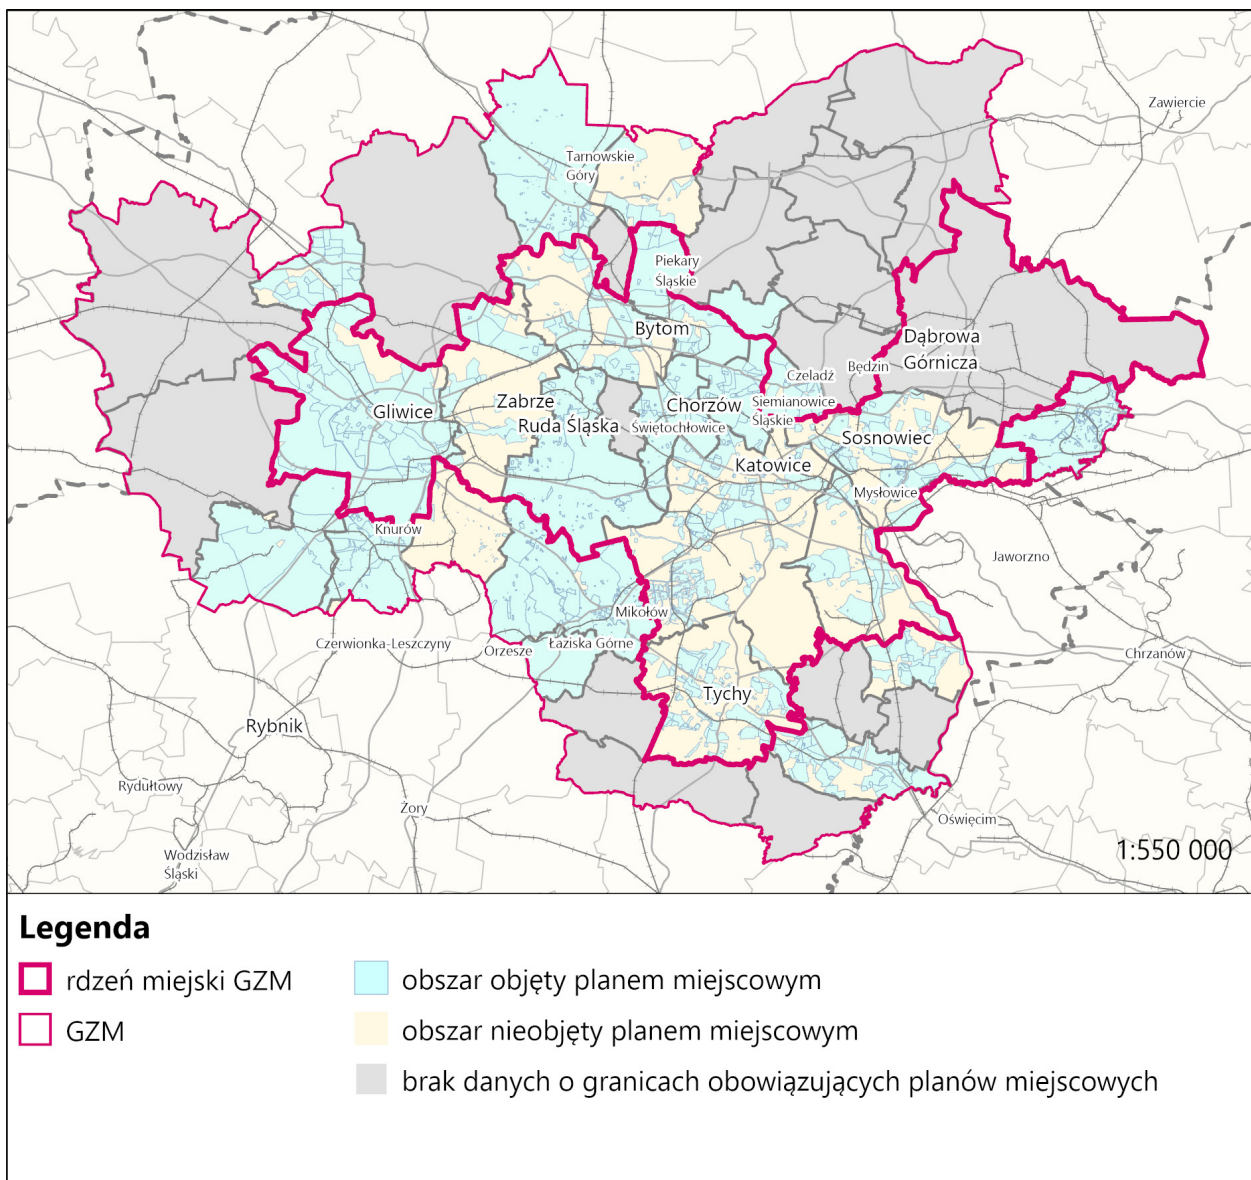 Zawiercie
Tarnowskie
Góry
Piekary
Śląskie
Bytom
Dąbrowa
Górnicza
Będzin
Czeladź
Zabrze
Gliwice
Chorzów
Siemianowice
Śląskie
Ruda Śląska
Świętochłowice
Sosnowiec
Katowice
Mysłowice
Knurów
Jaworzno
Mikołów
Czerwionka-Leszczyny
Orzesze
Łaziska Górne
Chrzanów
Tychy
Rybnik
Rydułtowy
Żory
Oświęcim
Wodzisław
Śląski
1:550 000
Legenda
rdzeń miejski GZM
GZM
obszar objęty planem miejscowym
obszar nieobjęty planem miejscowym
brak danych o granicach obowiązujących planów miejscowych